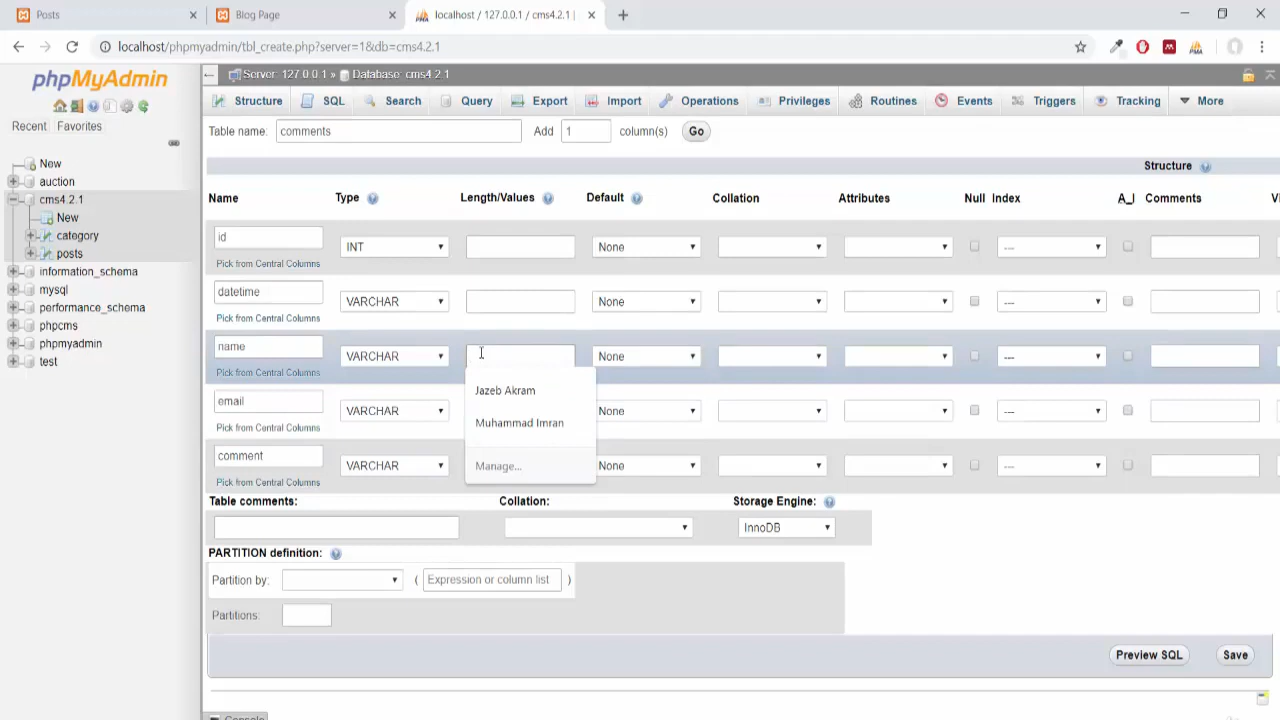 Posts
Blog Page
localhost / 127.0.0.1 / cms4.2.1 |
localhost/phpmyadmin/tbl_create.php?server=1&db=cms4.2.1
phpMyAdmin
Recent Favorites
New
auction
cms4.2.1
New
category
posts
information_schema
mysql
performance_schema
phpcms
phpmyadmin
test
Server: 127.0.0.1 » Database: cms4.2.1
Structure SQL Search Query Export Import Operations Privileges Routines Events Triggers Tracking More
Table name: comments Add 1 column(s) Go
Structure
Name Type Length/Values Default Collation Attributes Null Index A_I Comments
id INT None ---
Pick from Central Columns
datetime VARCHAR None ---
Pick from Central Columns
name VARCHAR None ---
Pick from Central Columns
Jazeb Akram
email VARCHAR None ---
Muhammad Imran
Pick from Central Columns
comment VARCHAR None ---
Manage...
Pick from Central Columns
Table comments: Collation: Storage Engine:
InnoDB
PARTITION definition:
Partition by: ( Expression or column list )
Partitions:
Preview SQL Save
Console